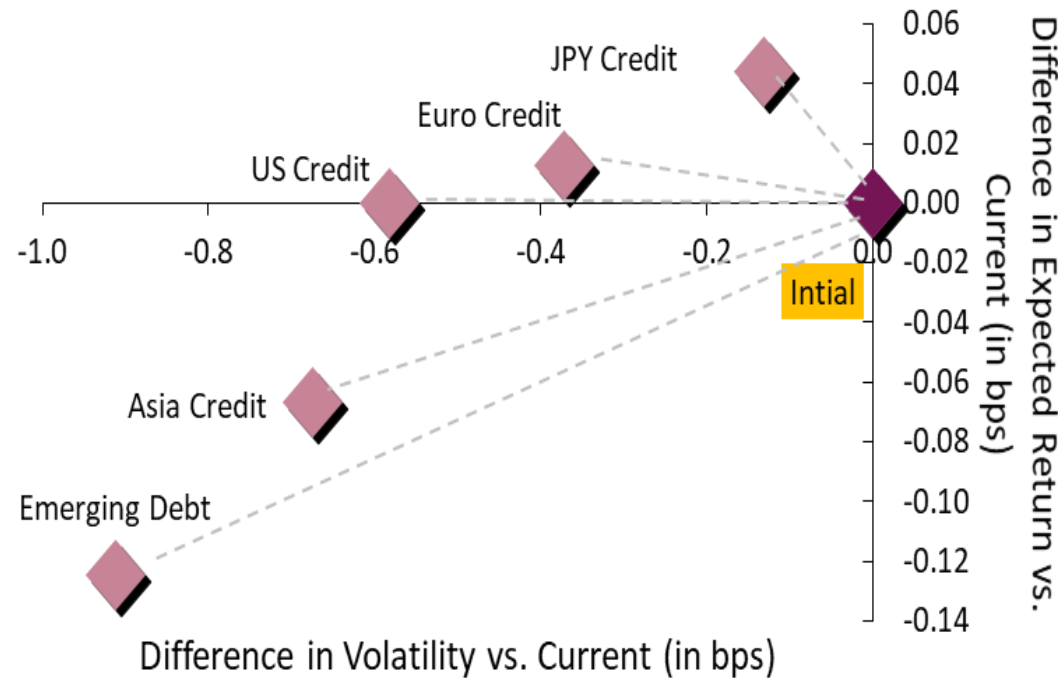 0.06
JPY Credit
0.04
Euro Credit
0.02
US Credit
0.00
-1.0
-0.8
-0.6
-0.4
-0.2
0.0
-0.02
Intial
-0.04
-0.06
Asia Credit
-0.08
Emerging Debt
-0.10
-0.12
-0.14
Difference in Volatility vs. Current (in bps)
Difference in Expected Return vs.
Current (in bps)